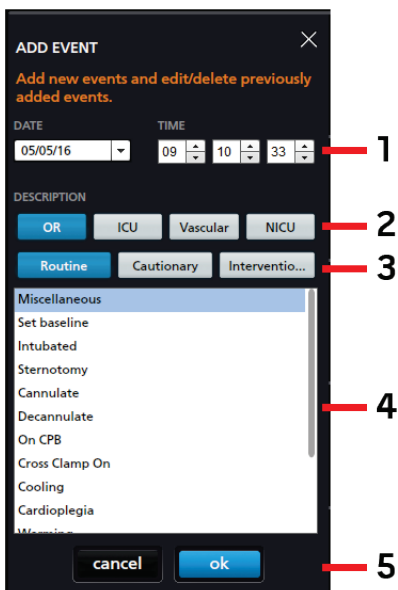 ADD EVENT
Add new events and edit/delete previously
added events.
DATE TIME
05/05/16 09 10 33 1
DESCRIPTION
OR ICU Vascular NICU 2
Routine Cautionary Interventio... 3
Miscellaneous
Set baseline
Intubated
Sternotomy
Cannulate
Decannulate 4
On CPB
Cross Clamp On
Cooling
Cardioplegia
cancel ok 5